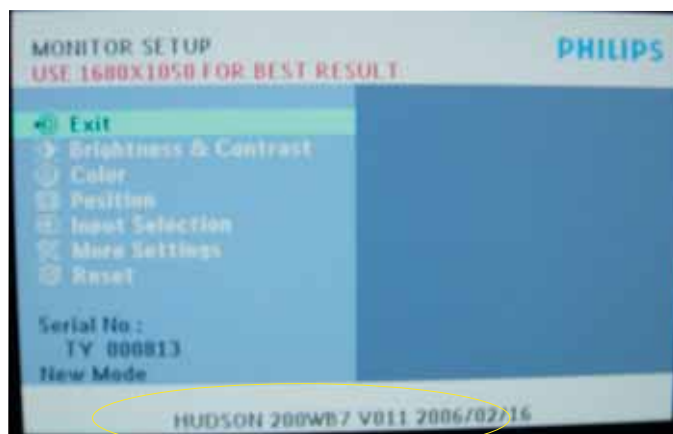 MONITOR SETUP
PHILIPS
USE 1680X1050 FOR BEST RESULT
Exit
Brightness & Contrast
Color
Position
Input Selection
More Settings
Reset
Serial No :
TY 000813
New Mode
HUDSON 200WB7 V011 2006/02/16